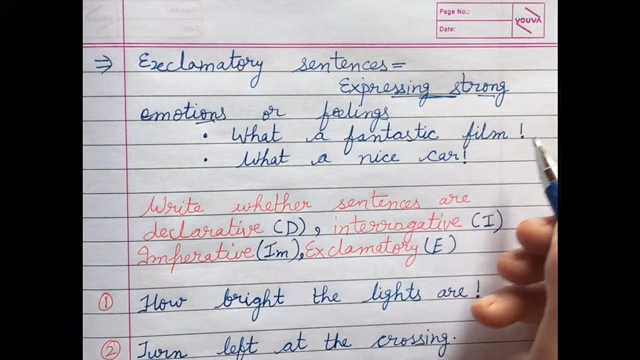 Page No.:
Date:
youva
⇒ Exclamatory sentences =
Expressing strong
emotions or feelings
• What a fantastic film!
• What a nice car!
Write whether sentences are
declarative (D), interrogative (I)
Imperative (Im), Exclamatory (E)
① How bright the lights are!
② Turn left at the crossing.